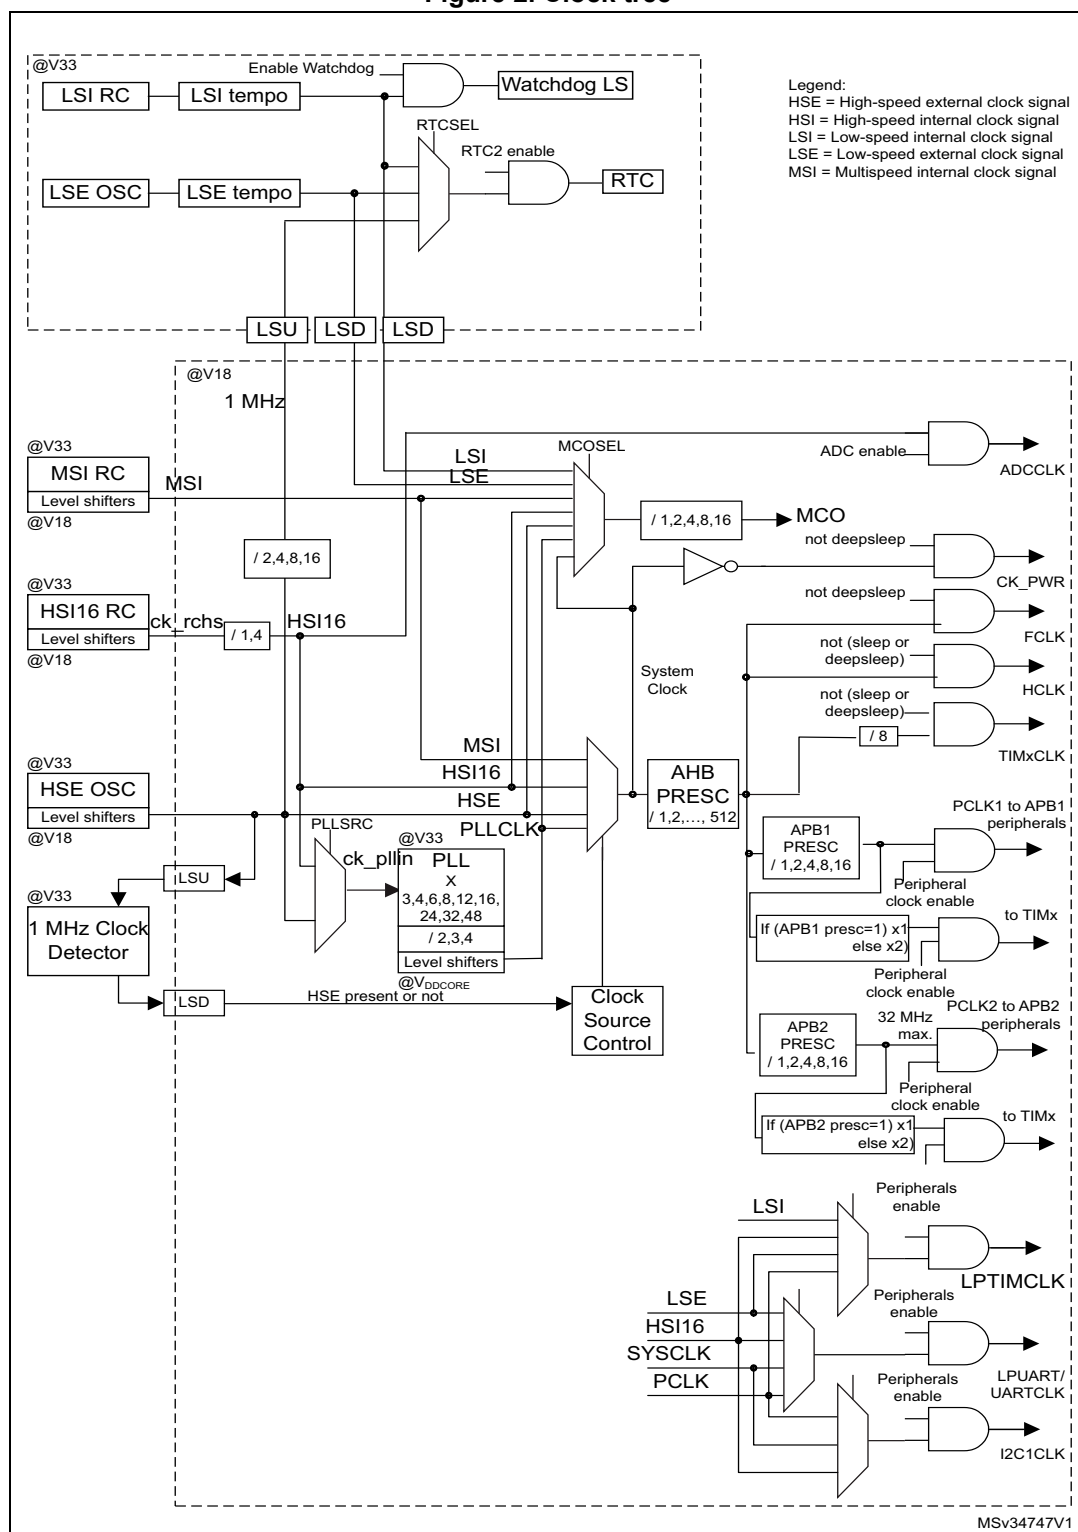 Figure 2. Clock tree
@V33
Enable Watchdog
LSI RC
LSI tempo
Watchdog LS
Legend:
HSE = High-speed external clock signal
HSI = High-speed internal clock signal
LSI = Low-speed internal clock signal
LSE = Low-speed external clock signal
MSI = Multispeed internal clock signal
RTCSEL
RTC2 enable
LSE OSC
LSE tempo
RTC
LSU
LSD
LSD
@V18
1 MHz
@V33
MSI RC
Level shifters
@V18
MSI
LSI
LSE
MCOSEL
ADC enable
ADCCLK
/ 1,2,4,8,16
MCO
/ 2,4,8,16
not deepsleep
CK_PWR
@V33
HSI16 RC
Level shifters
@V18
ck_rchs
/ 1,4
HSI16
not deepsleep
FCLK
System
Clock
not (sleep or
deepsleep)
HCLK
not (sleep or
deepsleep)
/ 8
TIMxCLK
MSI
HSI16
HSE
PLLCLK
AHB
PRESC
/ 1,2,…, 512
@V33
HSE OSC
Level shifters
@V18
PLLSRC
ck_pllin
@V33
PLL
X
3,4,6,8,12,16,
24,32,48
/ 2,3,4
Level shifters
@VDDCORE
PCLK1 to APB1
peripherals
APB1
PRESC
/ 1,2,4,8,16
Peripheral
clock enable
LSU
@V33
1 MHz Clock
Detector
LSD
HSE present or not
Clock
Source
Control
If (APB1 presc=1) x1
else x2)
to TIMx
Peripheral
clock enable
PCLK2 to APB2
peripherals
32 MHz
max.
APB2
PRESC
/ 1,2,4,8,16
Peripheral
clock enable
If (APB2 presc=1) x1
else x2)
to TIMx
LSI
Peripherals
enable
LPTIMCLK
LSE
HSI16
SYSCLK
PCLK
Peripherals
enable
LPUART/
UARTCLK
Peripherals
enable
I2C1CLK
MSv34747V1